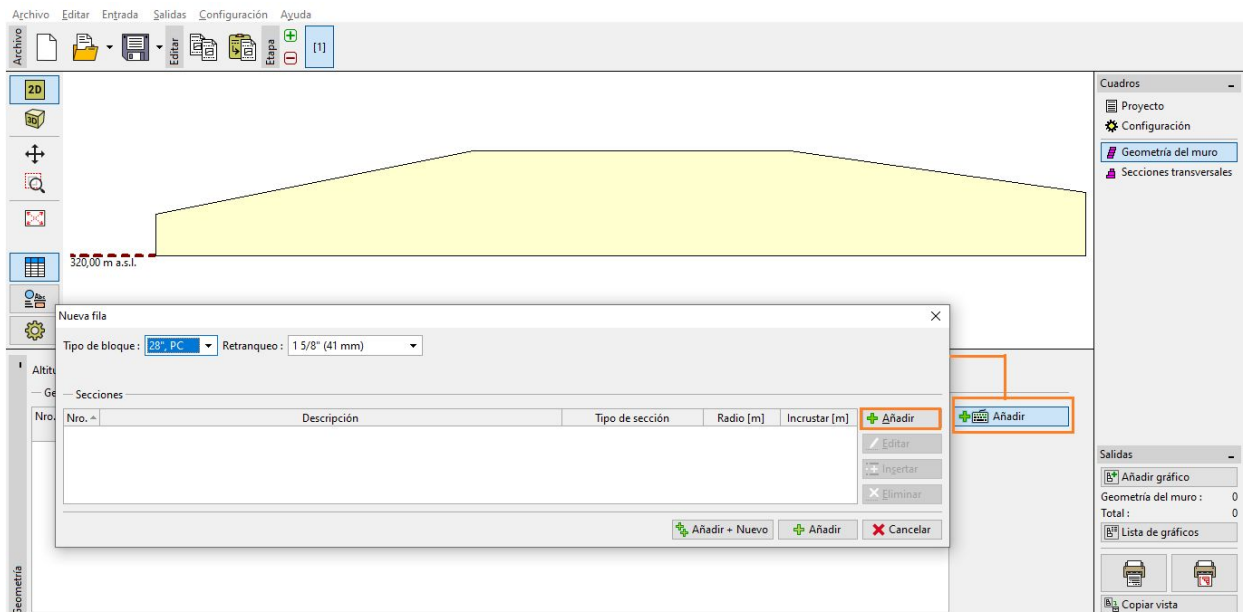 Archivo Editar Entrada Salidas Configuración Ayuda
Archivo
Editar
Etapa
[1]
2D
3D
320,00 m a.s.l.
Abc
Cuadros
Proyecto
Configuración
Geometría del muro
Secciones transversales
Nueva fila
Tipo de bloque : 28", PC Retranqueo : 1 5/8" (41 mm)
Secciones
Nro. Descripción Tipo de sección Radio [m] Incrustar [m]
Añadir
Editar
Insertar
Eliminar
Añadir + Nuevo Añadir Cancelar
Nro.
Añadir
Salidas
Añadir gráfico
Geometría del muro : 0
Total : 0
Lista de gráficos
Copiar vista